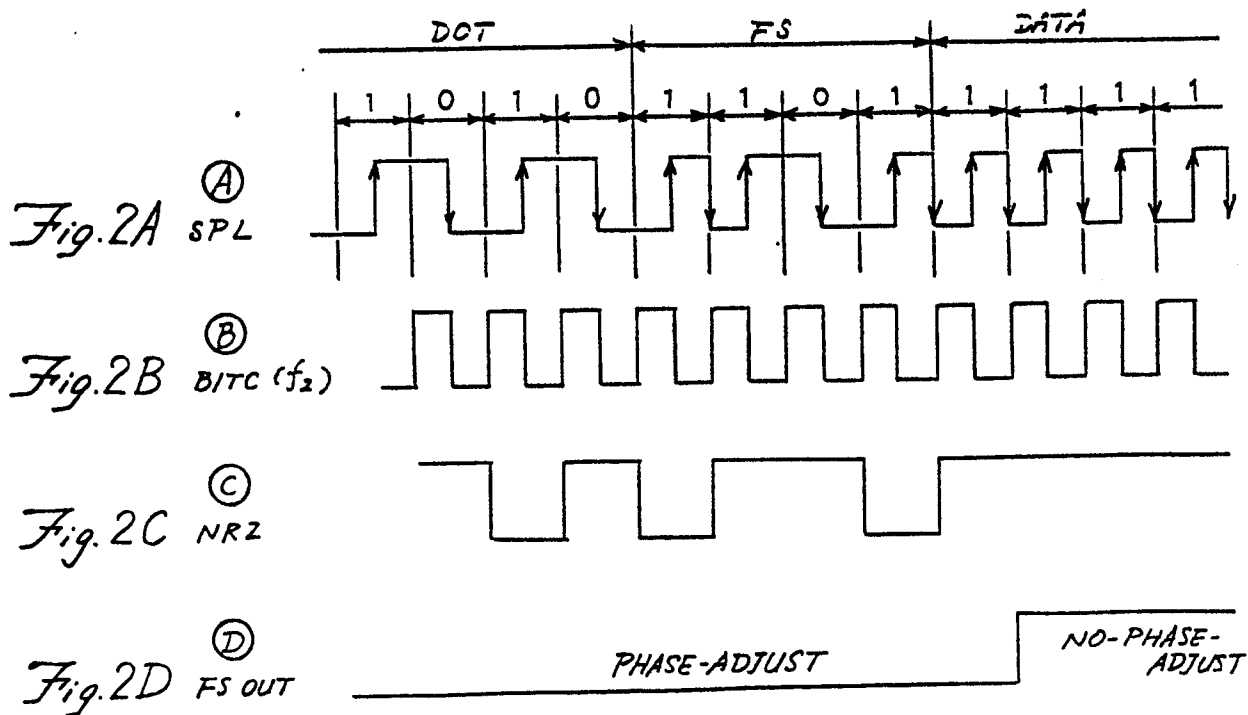 DOT FS DATA
1 0 1 0 1 1 0 1 1 1 1 1
Fig. 2A Ⓐ SPL
Fig. 2B Ⓑ BITC (f₂)
Fig. 2C Ⓒ NRZ
Fig. 2D Ⓓ FS OUT
PHASE-ADJUST
NO-PHASE-
ADJUST